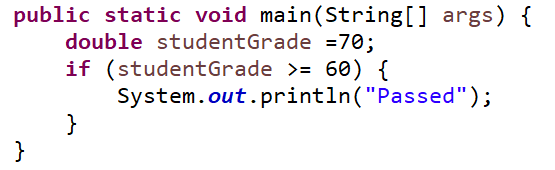 public static void main(String[] args) {
    double studentGrade =70;
    if (studentGrade >= 60) {
        System.out.println("Passed");
    }
}